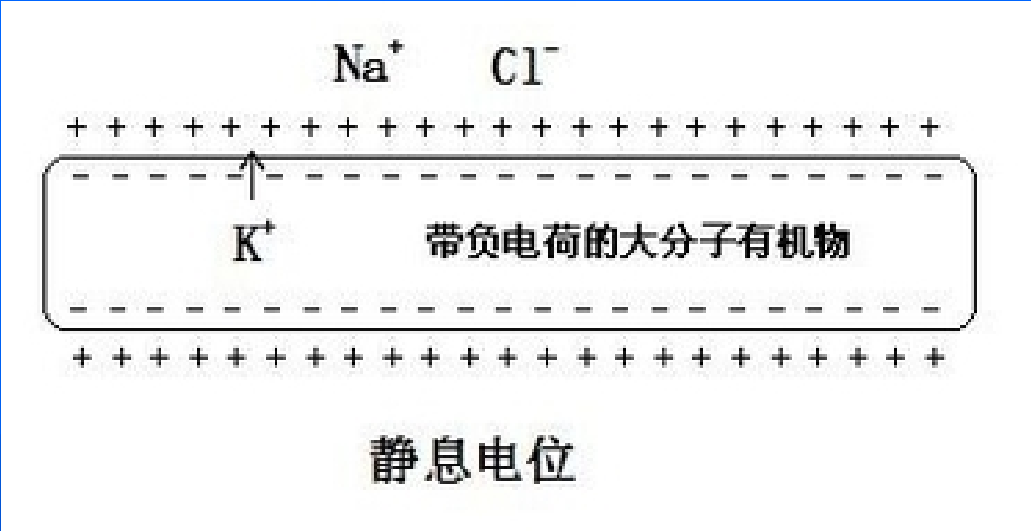 Na⁺ Cl⁻
+ + + + + + + + + + + + + + + + + + + + + + +
− − − − − − − − − − − − − − − − − − − − − − −
K⁺ 带负电荷的大分子有机物
− − − − − − − − − − − − − − − − − − − − − − −
+ + + + + + + + + + + + + + + + + + + + + + +
静息电位